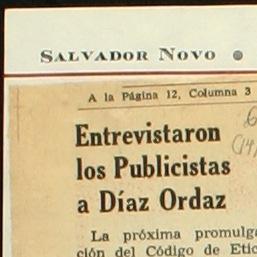 SALVADOR NOVO
A la Página 12, Columna 3
Entrevistaron
los Publicistas
a Díaz Ordaz
La próxima promulga
ción del Código de Etic